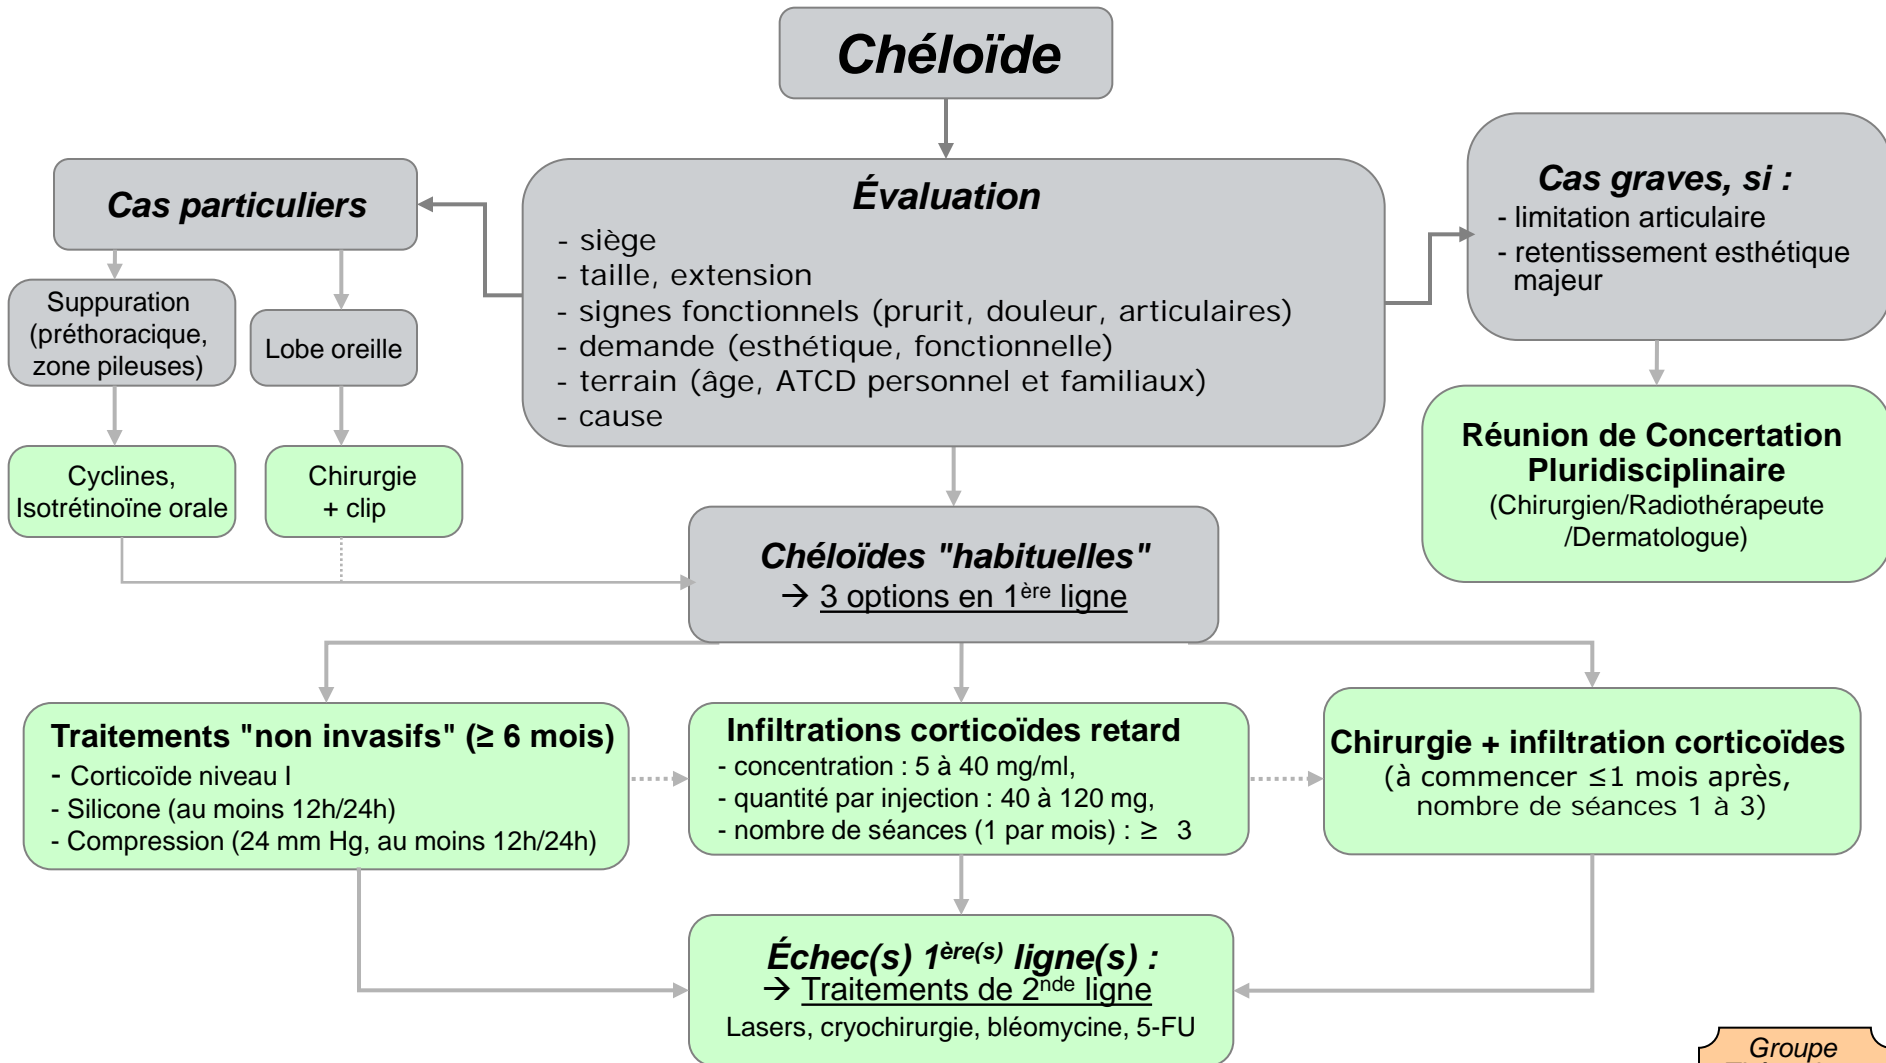 Chéloïde
Cas particuliers
Suppuration
(préthoracique,
zone pileuses)
Lobe oreille
Cyclines,
Isotrétinoïne orale
Chirurgie
+ clip
Évaluation
- siège
- taille, extension
- signes fonctionnels (prurit, douleur, articulaires)
- demande (esthétique, fonctionnelle)
- terrain (âge, ATCD personnel et familiaux)
- cause
Cas graves, si :
- limitation articulaire
- retentissement esthétique
majeur
Réunion de Concertation
Pluridisciplinaire
(Chirurgien/Radiothérapeute
/Dermatologue)
Chéloïdes "habituelles"
→ 3 options en 1ère ligne
Traitements "non invasifs" (≥ 6 mois)
- Corticoïde niveau I
- Silicone (au moins 12h/24h)
- Compression (24 mm Hg, au moins 12h/24h)
Infiltrations corticoïdes retard
- concentration : 5 à 40 mg/ml,
- quantité par injection : 40 à 120 mg,
- nombre de séances (1 par mois) : ≥ 3
Chirurgie + infiltration corticoïdes
(à commencer ≤1 mois après,
nombre de séances 1 à 3)
Échec(s) 1ère(s) ligne(s) :
→ Traitements de 2nde ligne
Lasers, cryochirurgie, bléomycine, 5-FU
Groupe